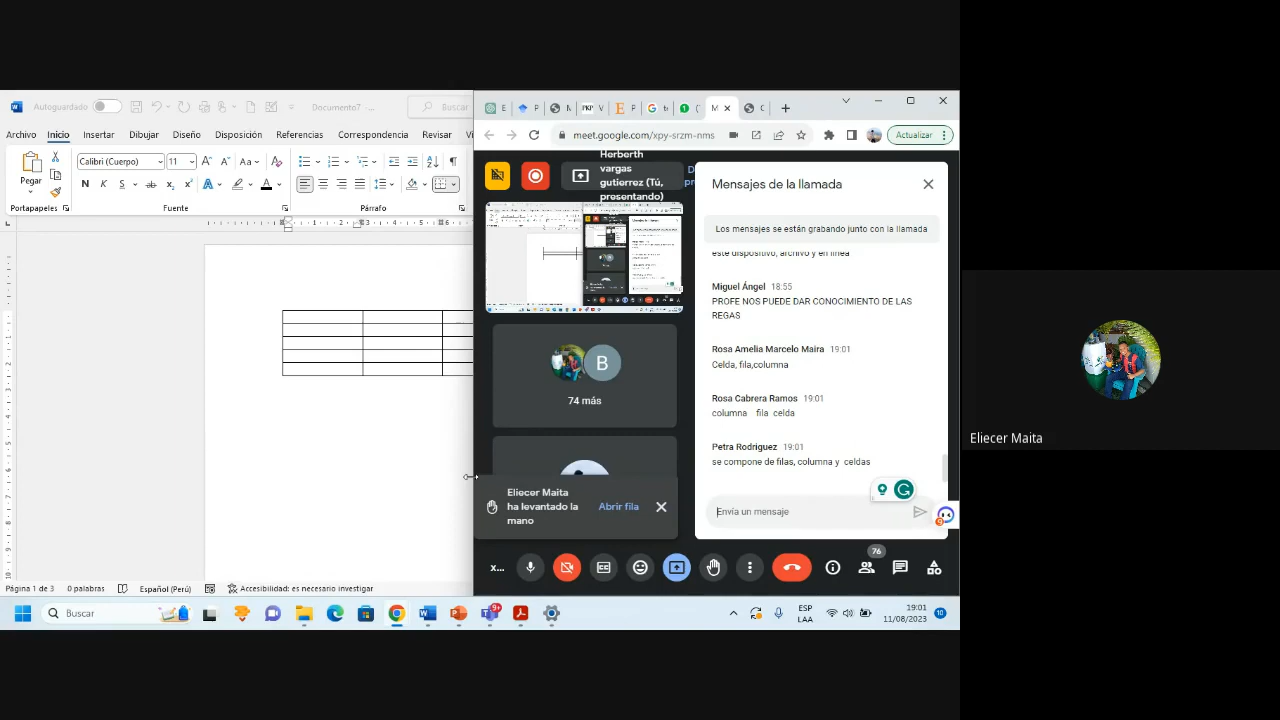 Autoguardado
Documento7 -...
Buscar
Archivo Inicio Insertar Dibujar Diseño Disposición Referencias Correspondencia Revisar
Pegar
Calibri (Cuerpo) 11
N K S ab x₂ x² A
Portapapeles Fuente Párrafo
Página 1 de 3 0 palabras Español (Perú) Accesibilidad: es necesario investigar
meet.google.com/xpy-srzm-nms
Actualizar
Herberth
vargas
gutierrez (Tú,
presentando)
74 más
Eliecer Maita
ha levantado la
mano
Abrir fila
Mensajes de la llamada
Los mensajes se están grabando junto con la llamada
este dispositivo, archivo y en línea
Miguel Ángel 18:55
PROFE NOS PUEDE DAR CONOCIMIENTO DE LAS
REGAS
Rosa Amelia Marcelo Maira 19:01
Celda, fila,columna
Rosa Cabrera Ramos 19:01
columna fila celda
Petra Rodriguez 19:01
se compone de filas, columna y celdas
Envía un mensaje
x...
76
Buscar
ESP
LAA
19:01
11/08/2023
Eliecer Maita